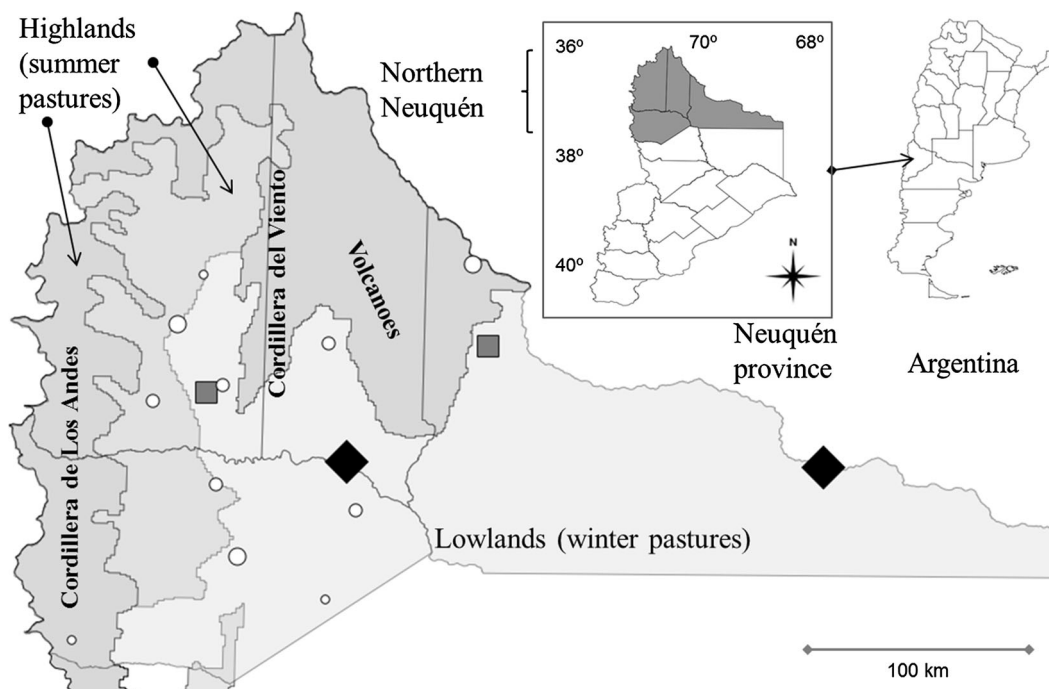 Highlands
(summer
pastures)
Northern
Neuquén
36º
70º
68º
38º
40º
N
Neuquén
province
Argentina
Cordillera del Viento
Volcanoes
Cordillera de Los Andes
Lowlands (winter pastures)
100 km